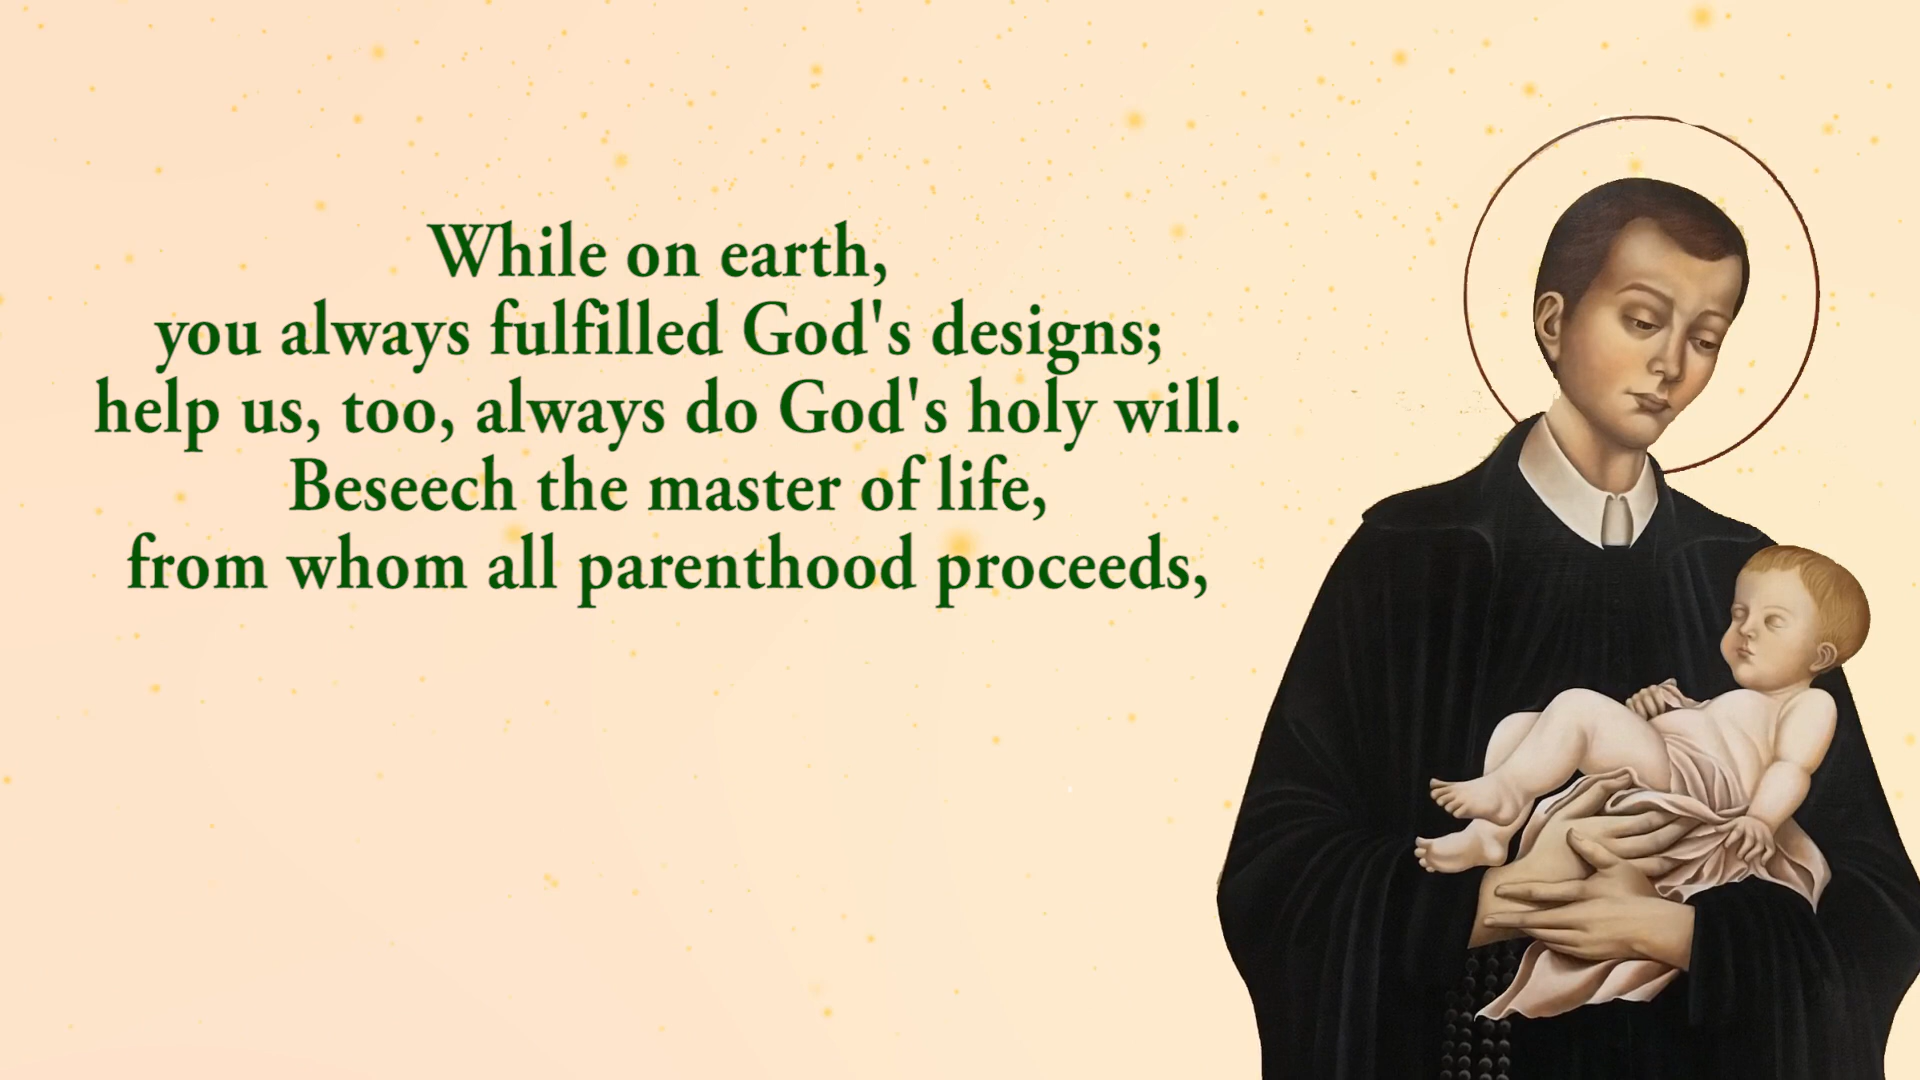 While on earth,
you always fulfilled God's designs;
help us, too, always do God's holy will.
Beseech the master of life,
from whom all parenthood proceeds,